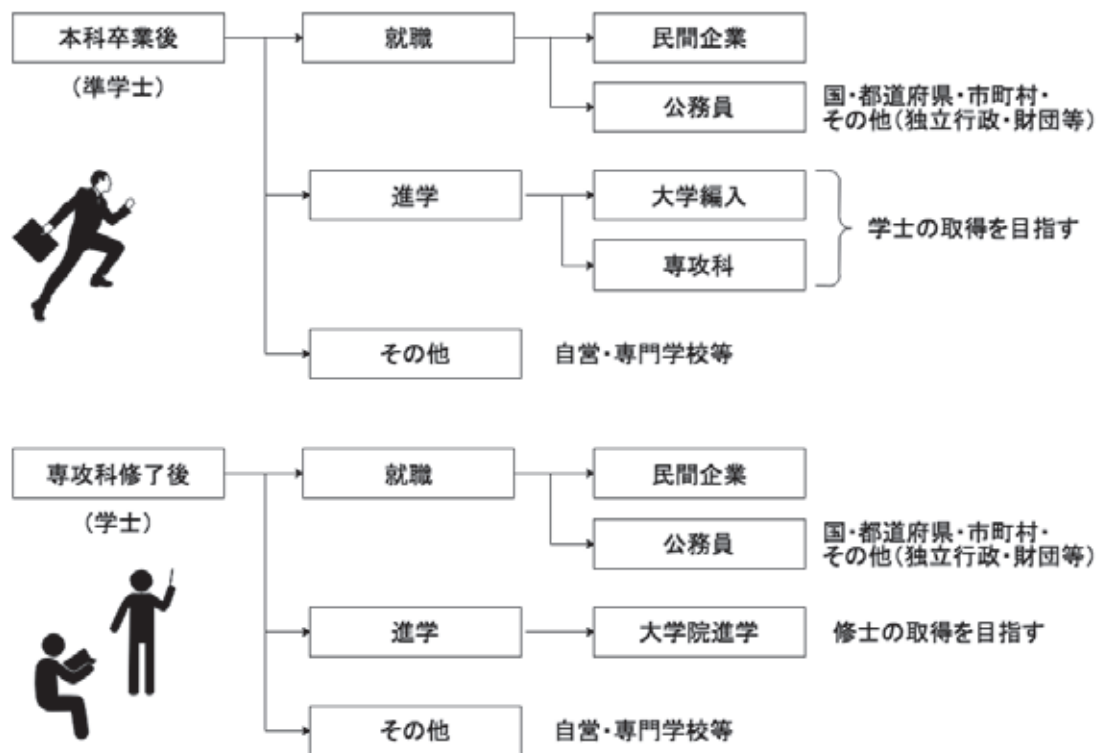 本科卒業後
(準学士)
就職
民間企業
公務員
国・都道府県・市町村・
その他(独立行政・財団等)
進学
大学編入
専攻科
学士の取得を目指す
その他
自営・専門学校等
専攻科修了後
(学士)
就職
民間企業
公務員
国・都道府県・市町村・
その他(独立行政・財団等)
進学
大学院進学
修士の取得を目指す
その他
自営・専門学校等